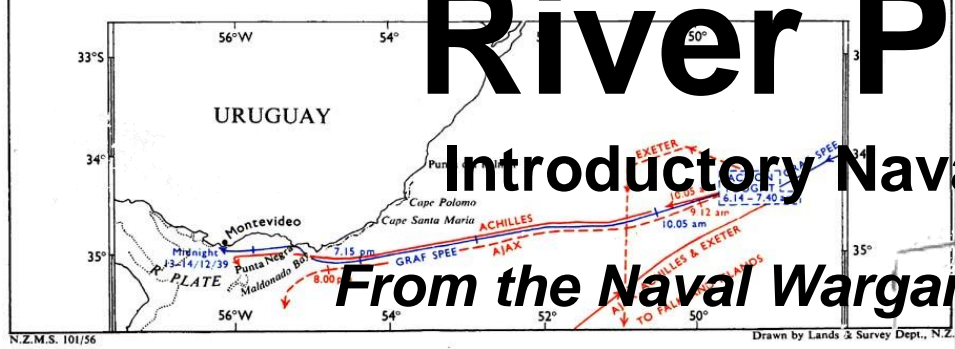 River P
56°W
54°
50°
33°S
URUGUAY
EXETER
GRAF SPEE
34°
Introductory Nava
6.14 – 7.40
10.05
9.12 am
10.05 am
Cape Polomo
Cape Santa Maria
ACHILLES
Montevideo
7.15 pm
GRAF SPEE
AJAX
35°
35°
Midnight
13–14/12/39
Punta Negra
Maldonado Bay
R. PLATE
8.00 p
ACHILLES & EXETER
TO FALKLANDS
From the Naval Wargam
56°W
54°
52°
50°
N.Z.M.S. 101/56
Drawn by Lands & Survey Dept., N.Z.